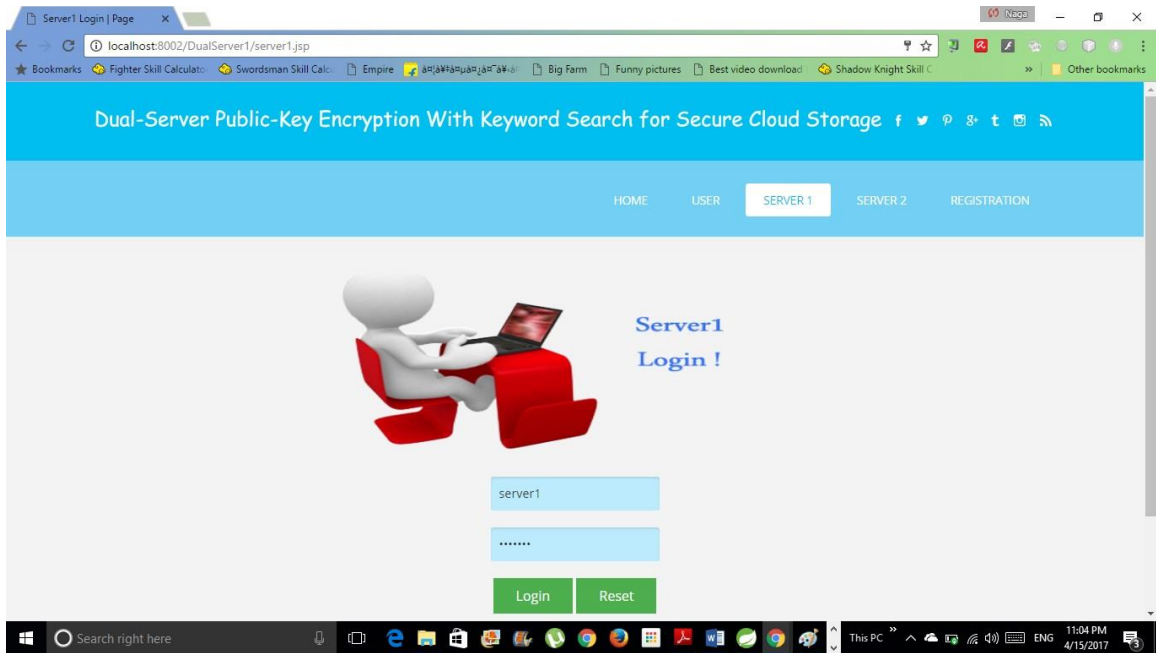 Server1 Login | Page
Naga
localhost:8002/DualServer1/server1.jsp
Bookmarks Fighter Skill Calculato Swordsman Skill Calc Empire Big Farm Funny pictures Best video download Shadow Knight Skill C » Other bookmarks
Dual-Server Public-Key Encryption With Keyword Search for Secure Cloud Storage
HOME USER SERVER 1 SERVER 2 REGISTRATION
Server1
Login !
server1
•••••••
Login Reset
Search right here
This PC » ENG 11:04 PM
4/15/2017
3